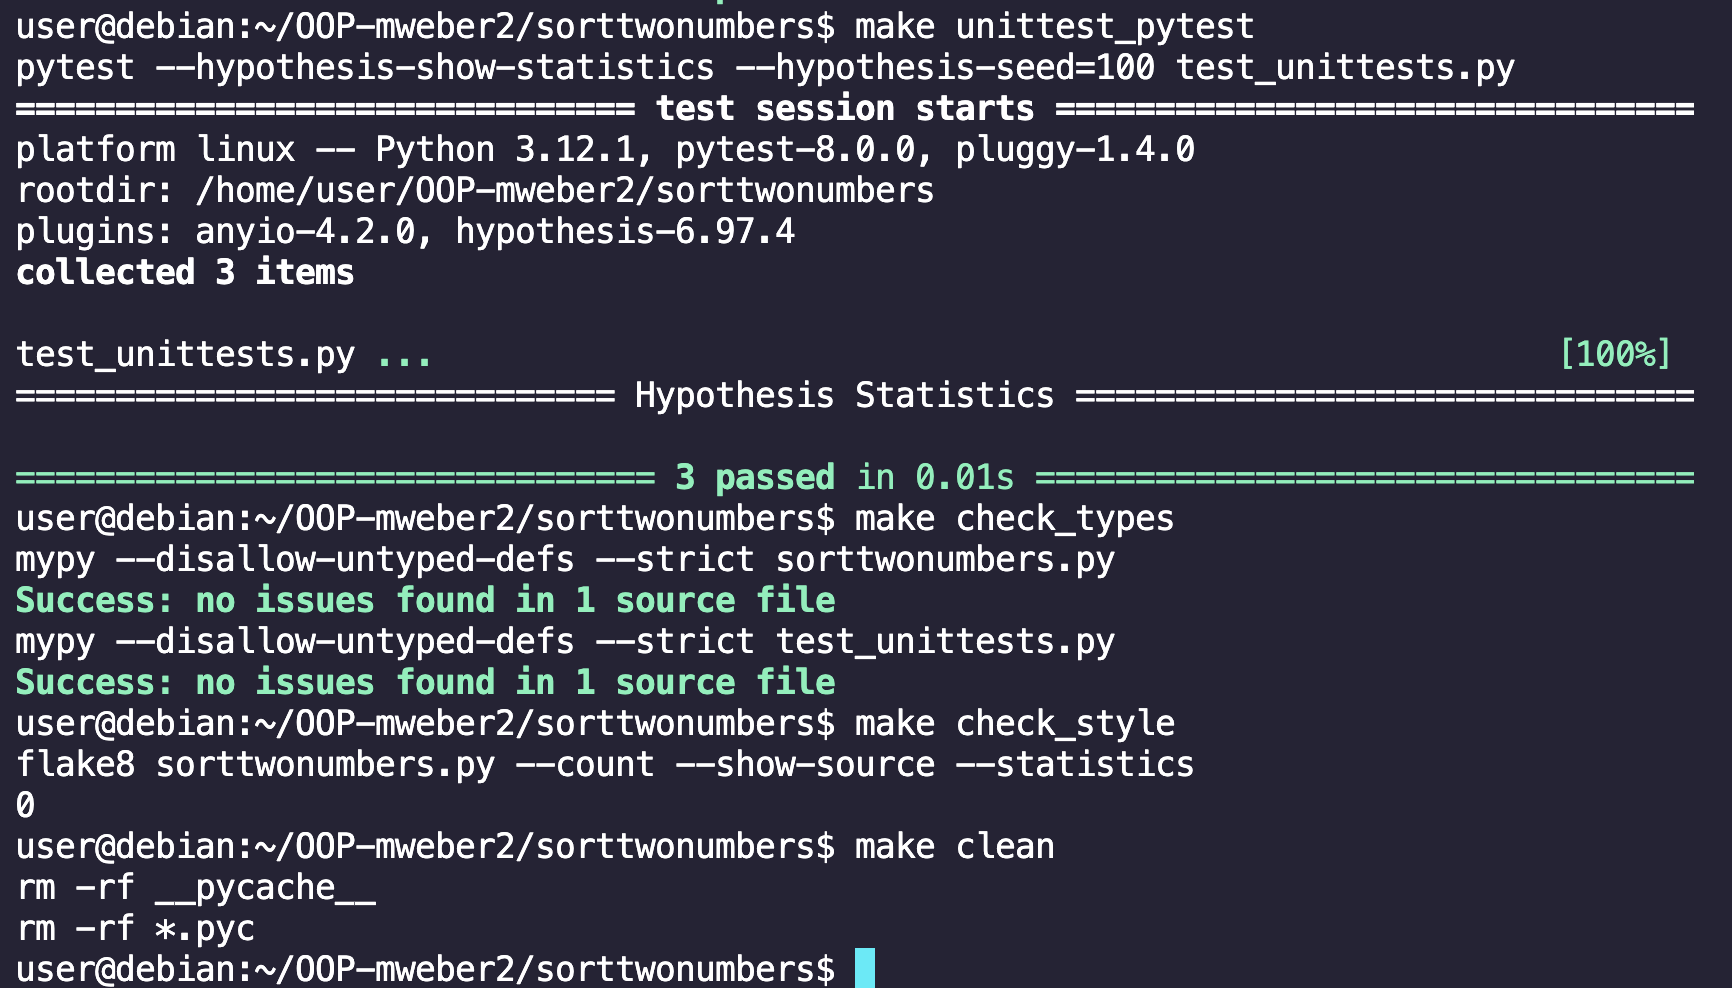 user@debian:~/OOP-mweber2/sorttwonumbers$ make unittest_pytest
pytest --hypothesis-show-statistics --hypothesis-seed=100 test_unittests.py
=============================== test session starts ================================
platform linux -- Python 3.12.1, pytest-8.0.0, pluggy-1.4.0
rootdir: /home/user/OOP-mweber2/sorttwonumbers
plugins: anyio-4.2.0, hypothesis-6.97.4
collected 3 items
test_unittests.py ... [100%]
============================== Hypothesis Statistics ===============================
================================ 3 passed in 0.01s =================================
user@debian:~/OOP-mweber2/sorttwonumbers$ make check_types
mypy --disallow-untyped-defs --strict sorttwonumbers.py
Success: no issues found in 1 source file
mypy --disallow-untyped-defs --strict test_unittests.py
Success: no issues found in 1 source file
user@debian:~/OOP-mweber2/sorttwonumbers$ make check_style
flake8 sorttwonumbers.py --count --show-source --statistics
0
user@debian:~/OOP-mweber2/sorttwonumbers$ make clean
rm -rf __pycache__
rm -rf *.pyc
user@debian:~/OOP-mweber2/sorttwonumbers$